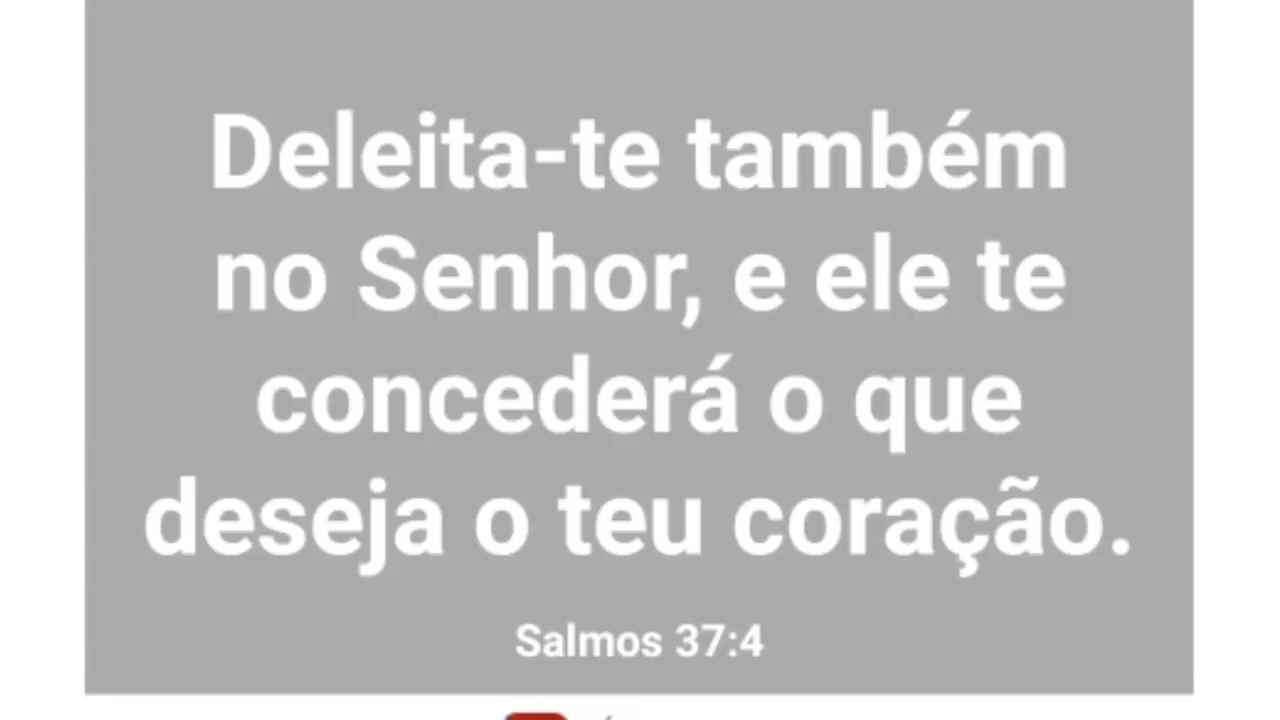 Deleita-te também
no Senhor, e ele te
concederá o que
deseja o teu coração.
Salmos 37:4